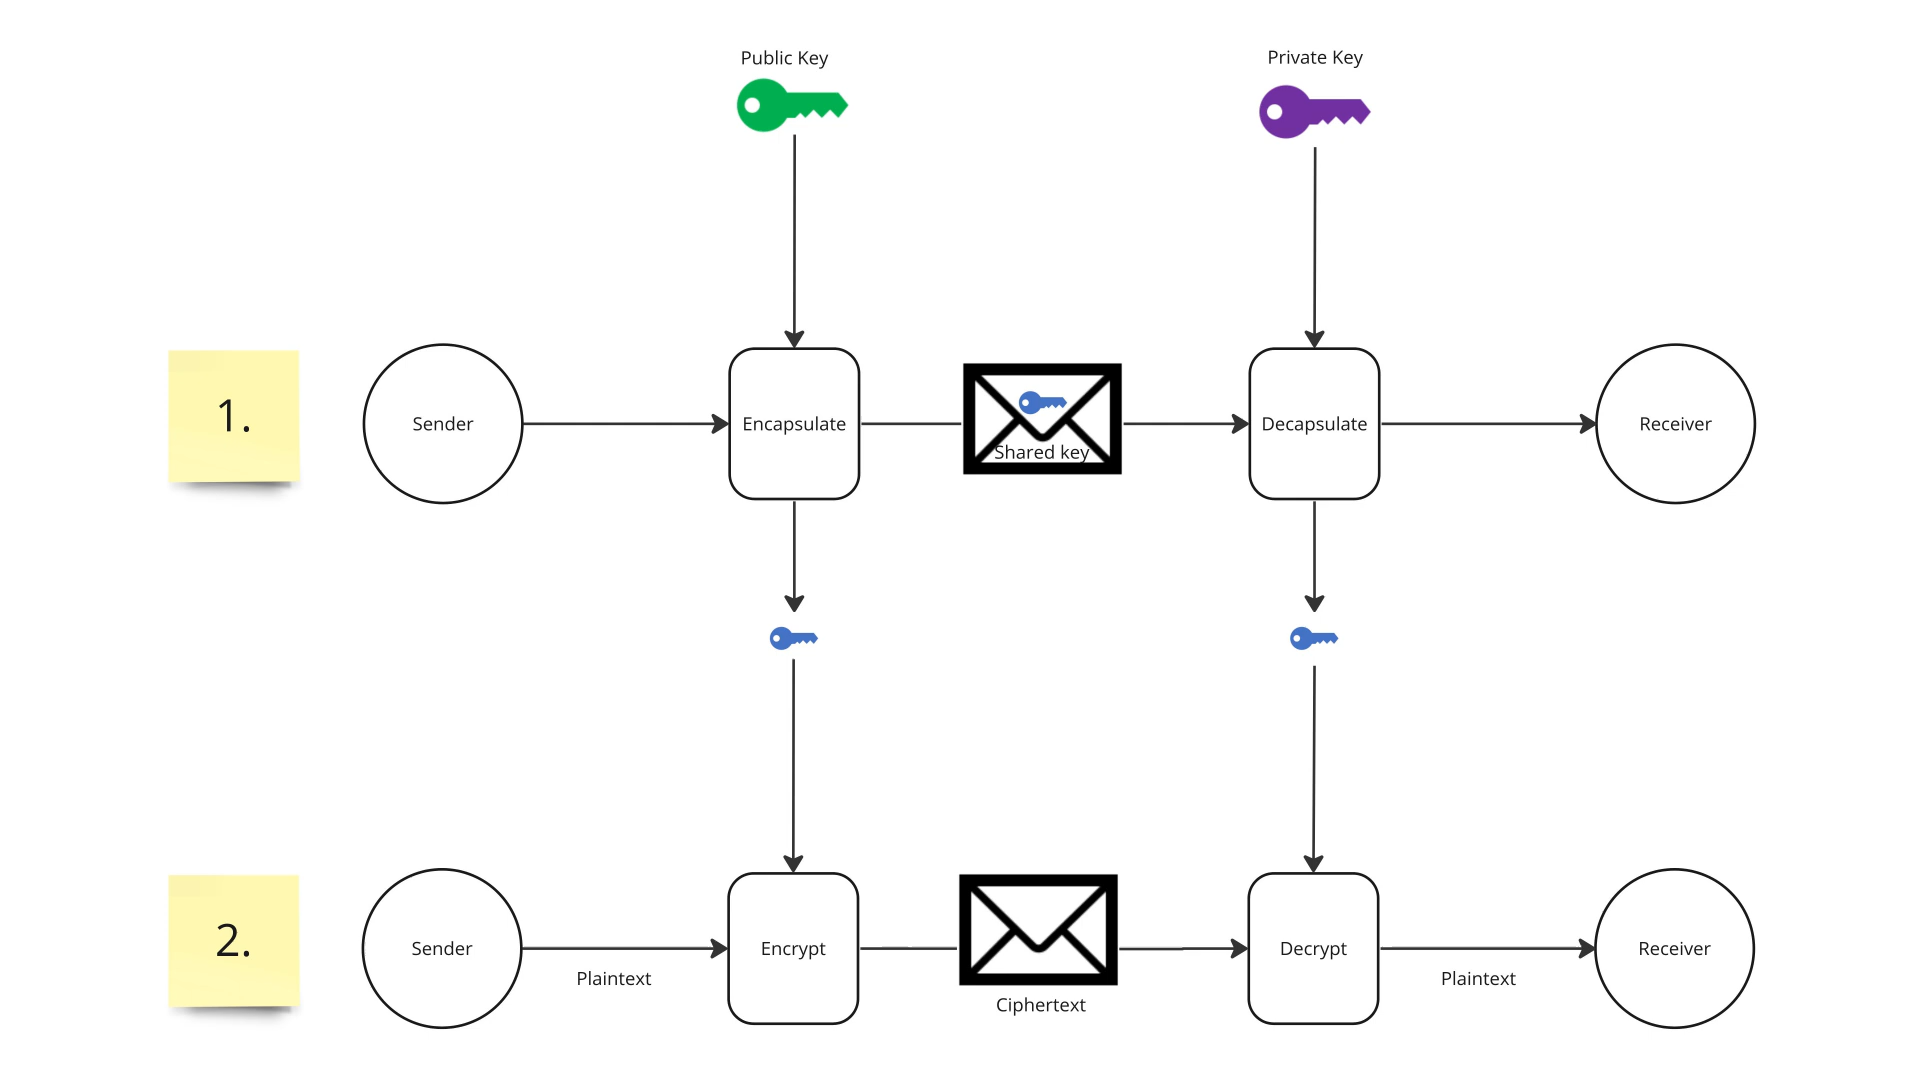 Public Key
Private Key
1.
Sender
Encapsulate
Shared key
Decapsulate
Receiver
2.
Sender
Plaintext
Encrypt
Ciphertext
Decrypt
Plaintext
Receiver